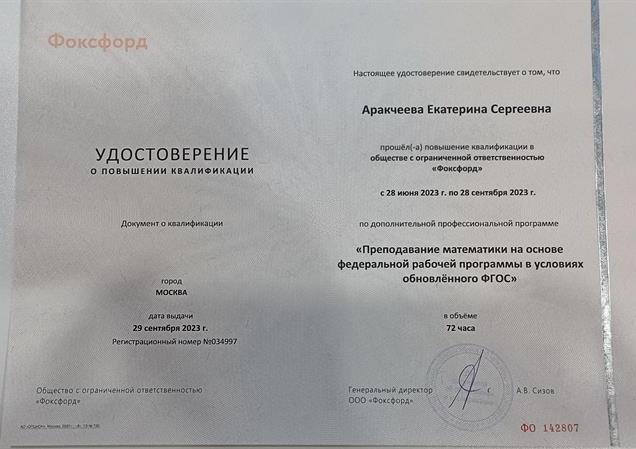 Фоксфорд
УДОСТОВЕРЕНИЕ
О ПОВЫШЕНИИ КВАЛИФИКАЦИИ
Документ о квалификации
город
МОСКВА
дата выдачи
29 сентября 2023 г.
Регистрационный номер №034997
Общество с ограниченной ответственностью
«Фоксфорд»
Настоящее удостоверение свидетельствует о том, что
Аракчеева Екатерина Сергеевна
прошёл(-а) повышение квалификации в
обществе с ограниченной ответственностью
«Фоксфорд»
с 28 июня 2023 г. по 28 сентября 2023 г.
по дополнительной профессиональной программе
«Преподавание математики на основе
федеральной рабочей программы в условиях
обновлённого ФГОС»
в объёме
72 часа
Генеральный директор
ООО «Фоксфорд»
А.В. Сизов
ФО 142807